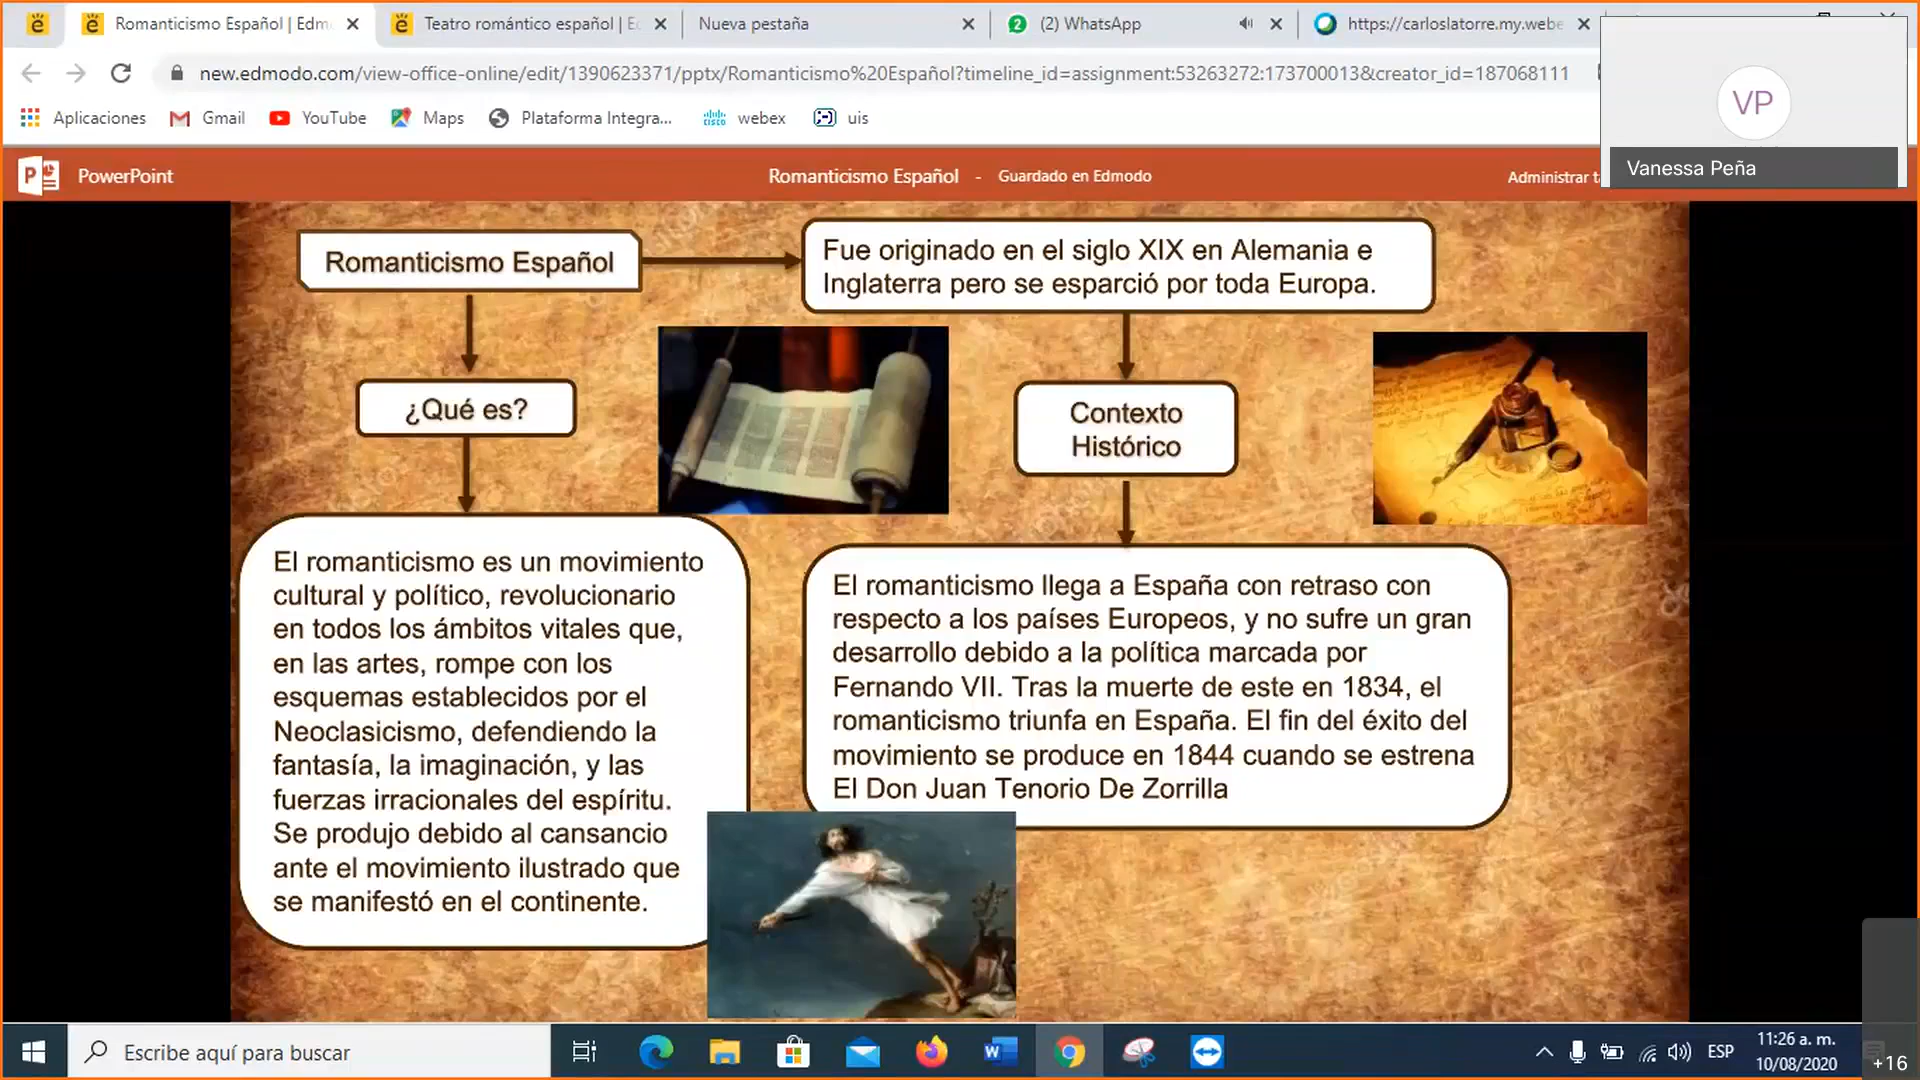 Romanticismo Español | Edm
Teatro romántico español | E
Nueva pestaña
(2) WhatsApp
https://carloslatorre.my.webe
new.edmodo.com/view-office-online/edit/1390623371/pptx/Romanticismo%20Español?timeline_id=assignment:53263272:173700013&creator_id=187068111
Aplicaciones
Gmail
YouTube
Maps
Plataforma Integra...
webex
uis
VP
Vanessa Peña
PowerPoint
Romanticismo Español - Guardado en Edmodo
Administrar ta
Romanticismo Español
Fue originado en el siglo XIX en Alemania e
Inglaterra pero se esparció por toda Europa.
¿Qué es?
Contexto
Histórico
El romanticismo es un movimiento
cultural y político, revolucionario
en todos los ámbitos vitales que,
en las artes, rompe con los
esquemas establecidos por el
Neoclasicismo, defendiendo la
fantasía, la imaginación, y las
fuerzas irracionales del espíritu.
Se produjo debido al cansancio
ante el movimiento ilustrado que
se manifestó en el continente.
El romanticismo llega a España con retraso con
respecto a los países Europeos, y no sufre un gran
desarrollo debido a la política marcada por
Fernando VII. Tras la muerte de este en 1834, el
romanticismo triunfa en España. El fin del éxito del
movimiento se produce en 1844 cuando se estrena
El Don Juan Tenorio De Zorrilla
Escribe aquí para buscar
ESP
11:26 a. m.
10/08/2020
+16